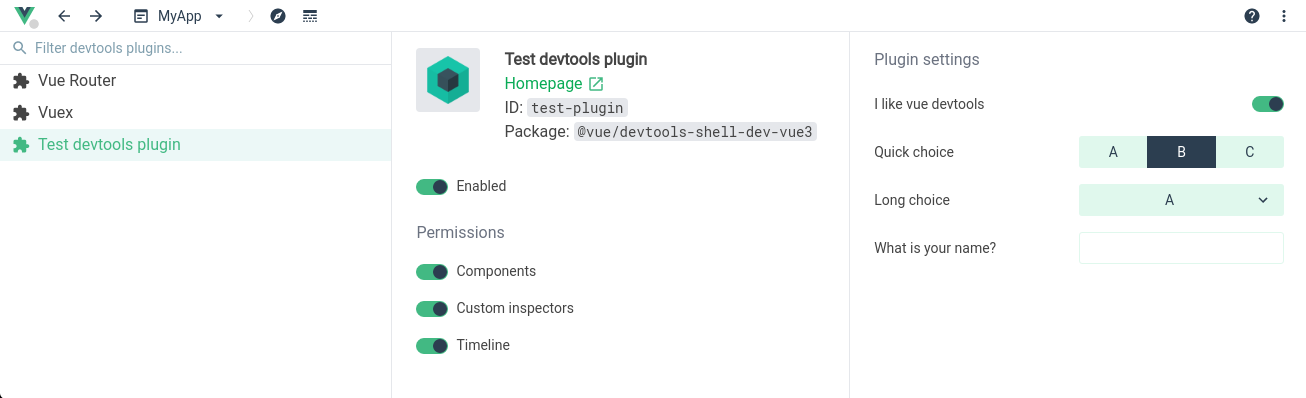 MyApp
Filter devtools plugins...
Vue Router
Vuex
Test devtools plugin
Test devtools plugin
Homepage
ID: test-plugin
Package: @vue/devtools-shell-dev-vue3
Enabled
Permissions
Components
Custom inspectors
Timeline
Plugin settings
I like vue devtools
Quick choice A B C
Long choice A
What is your name?